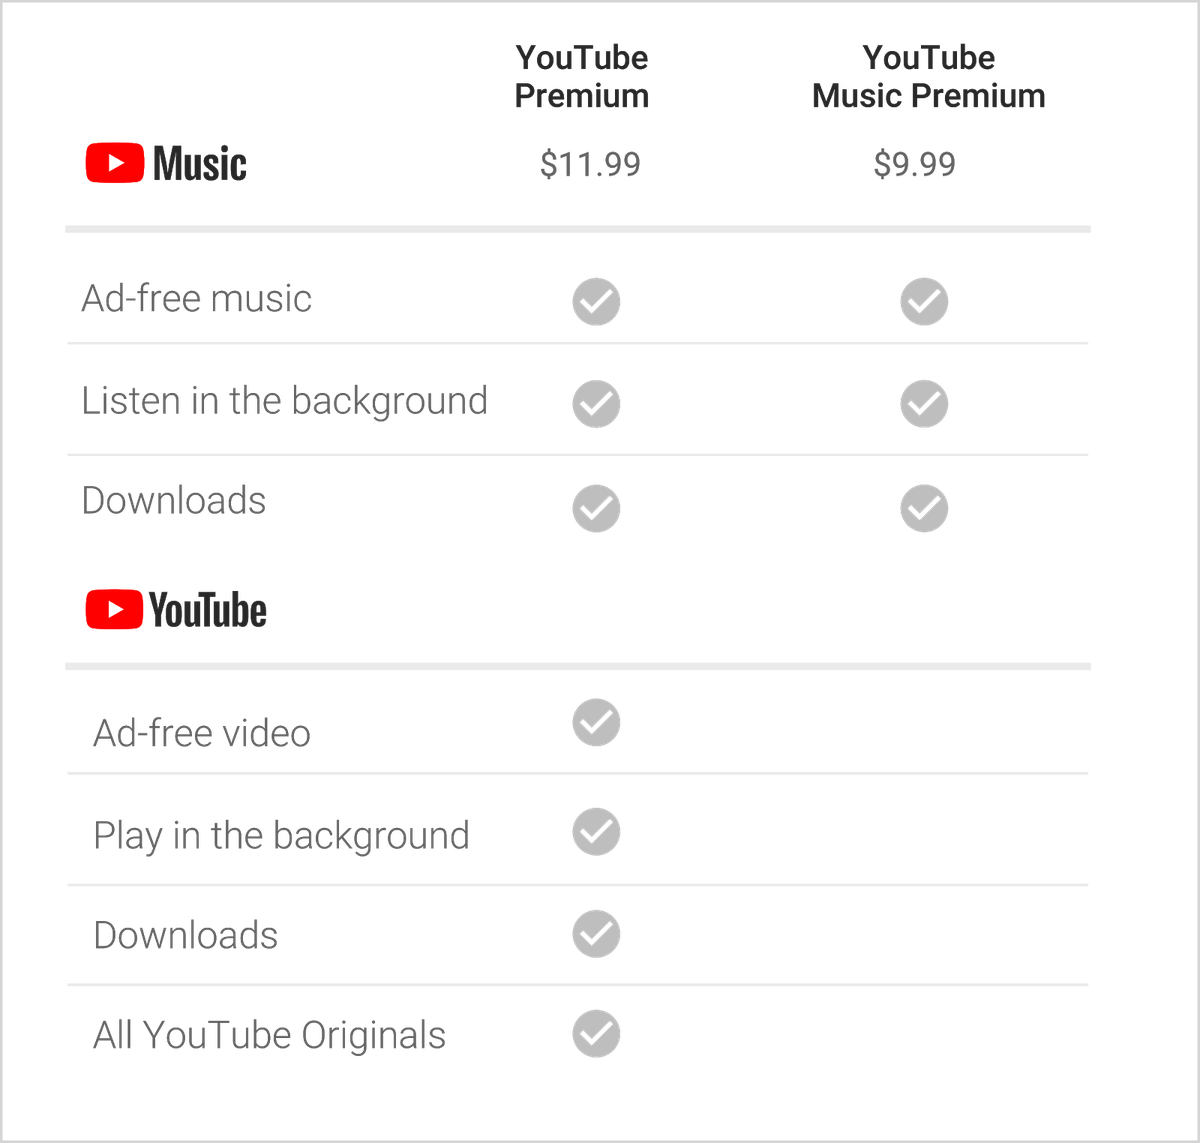 YouTube
Premium
YouTube
Music Premium
Music
$11.99
$9.99
Ad-free music
Listen in the background
Downloads
YouTube
Ad-free video
Play in the background
Downloads
All YouTube Originals